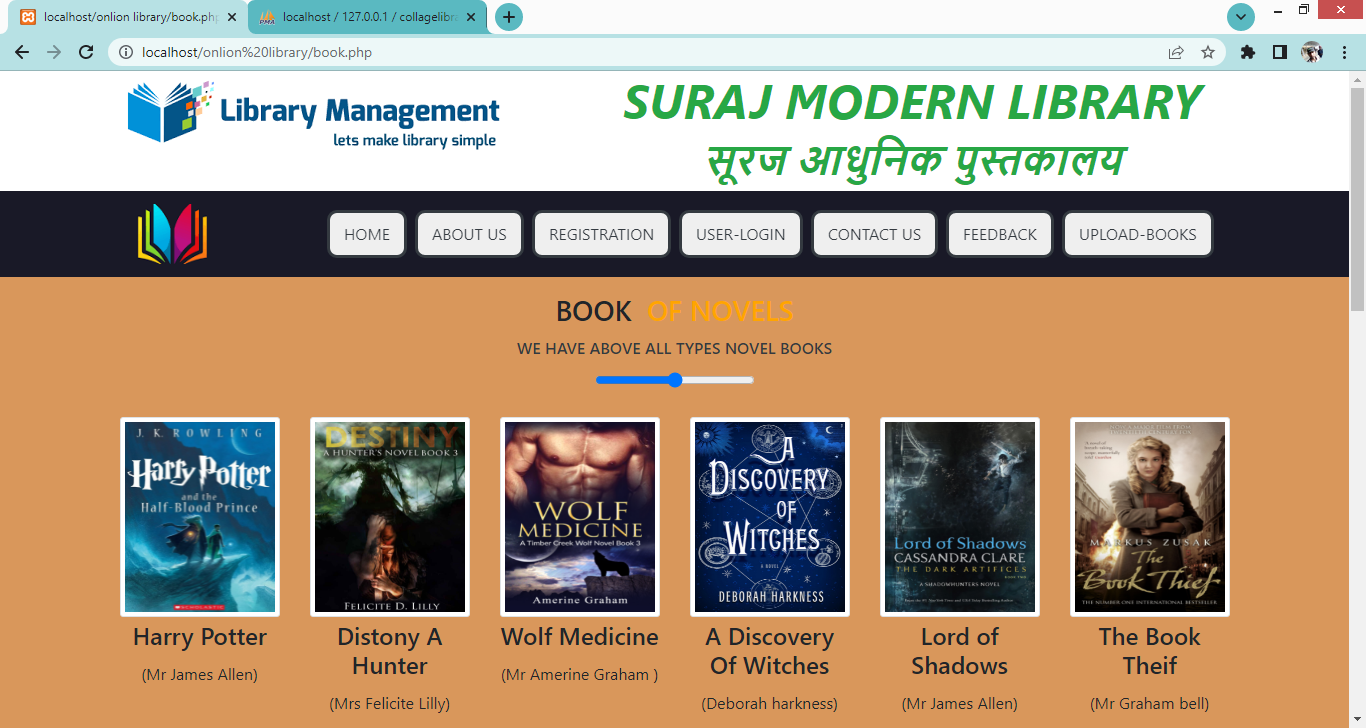 localhost/onlion library/book.php
localhost / 127.0.0.1 / collagelibra
localhost/onlion%20library/book.php
Library Management
lets make library simple
SURAJ MODERN LIBRARY
सूरज आधुनिक पुस्तकालय
HOME
ABOUT US
REGISTRATION
USER-LOGIN
CONTACT US
FEEDBACK
UPLOAD-BOOKS
BOOK OF NOVELS
WE HAVE ABOVE ALL TYPES NOVEL BOOKS
J. K. ROWLING
Harry Potter
and the
Half-Blood Prince
DESTINY
A HUNTER'S NOVEL BOOK 3
FELICITE D. LILLY
WOLF
MEDICINE
A Timber Creek Wolf Novel Book 3
Amerine Graham
A
DISCOVERY
OF
WITCHES
A NOVEL
DEBORAH HARKNESS
Lord of Shadows
CASSANDRA CLARE
THE DARK ARTIFICES
A SHADOWHUNTERS NOVEL
MARKUS ZUSAK
The
Book Thief
THE NUMBER ONE INTERNATIONAL BESTSELLER
Harry Potter
(Mr James Allen)
Distony A
Hunter
(Mrs Felicite Lilly)
Wolf Medicine
(Mr Amerine Graham )
A Discovery
Of Witches
(Deborah harkness)
Lord of
Shadows
(Mr James Allen)
The Book
Theif
(Mr Graham bell)